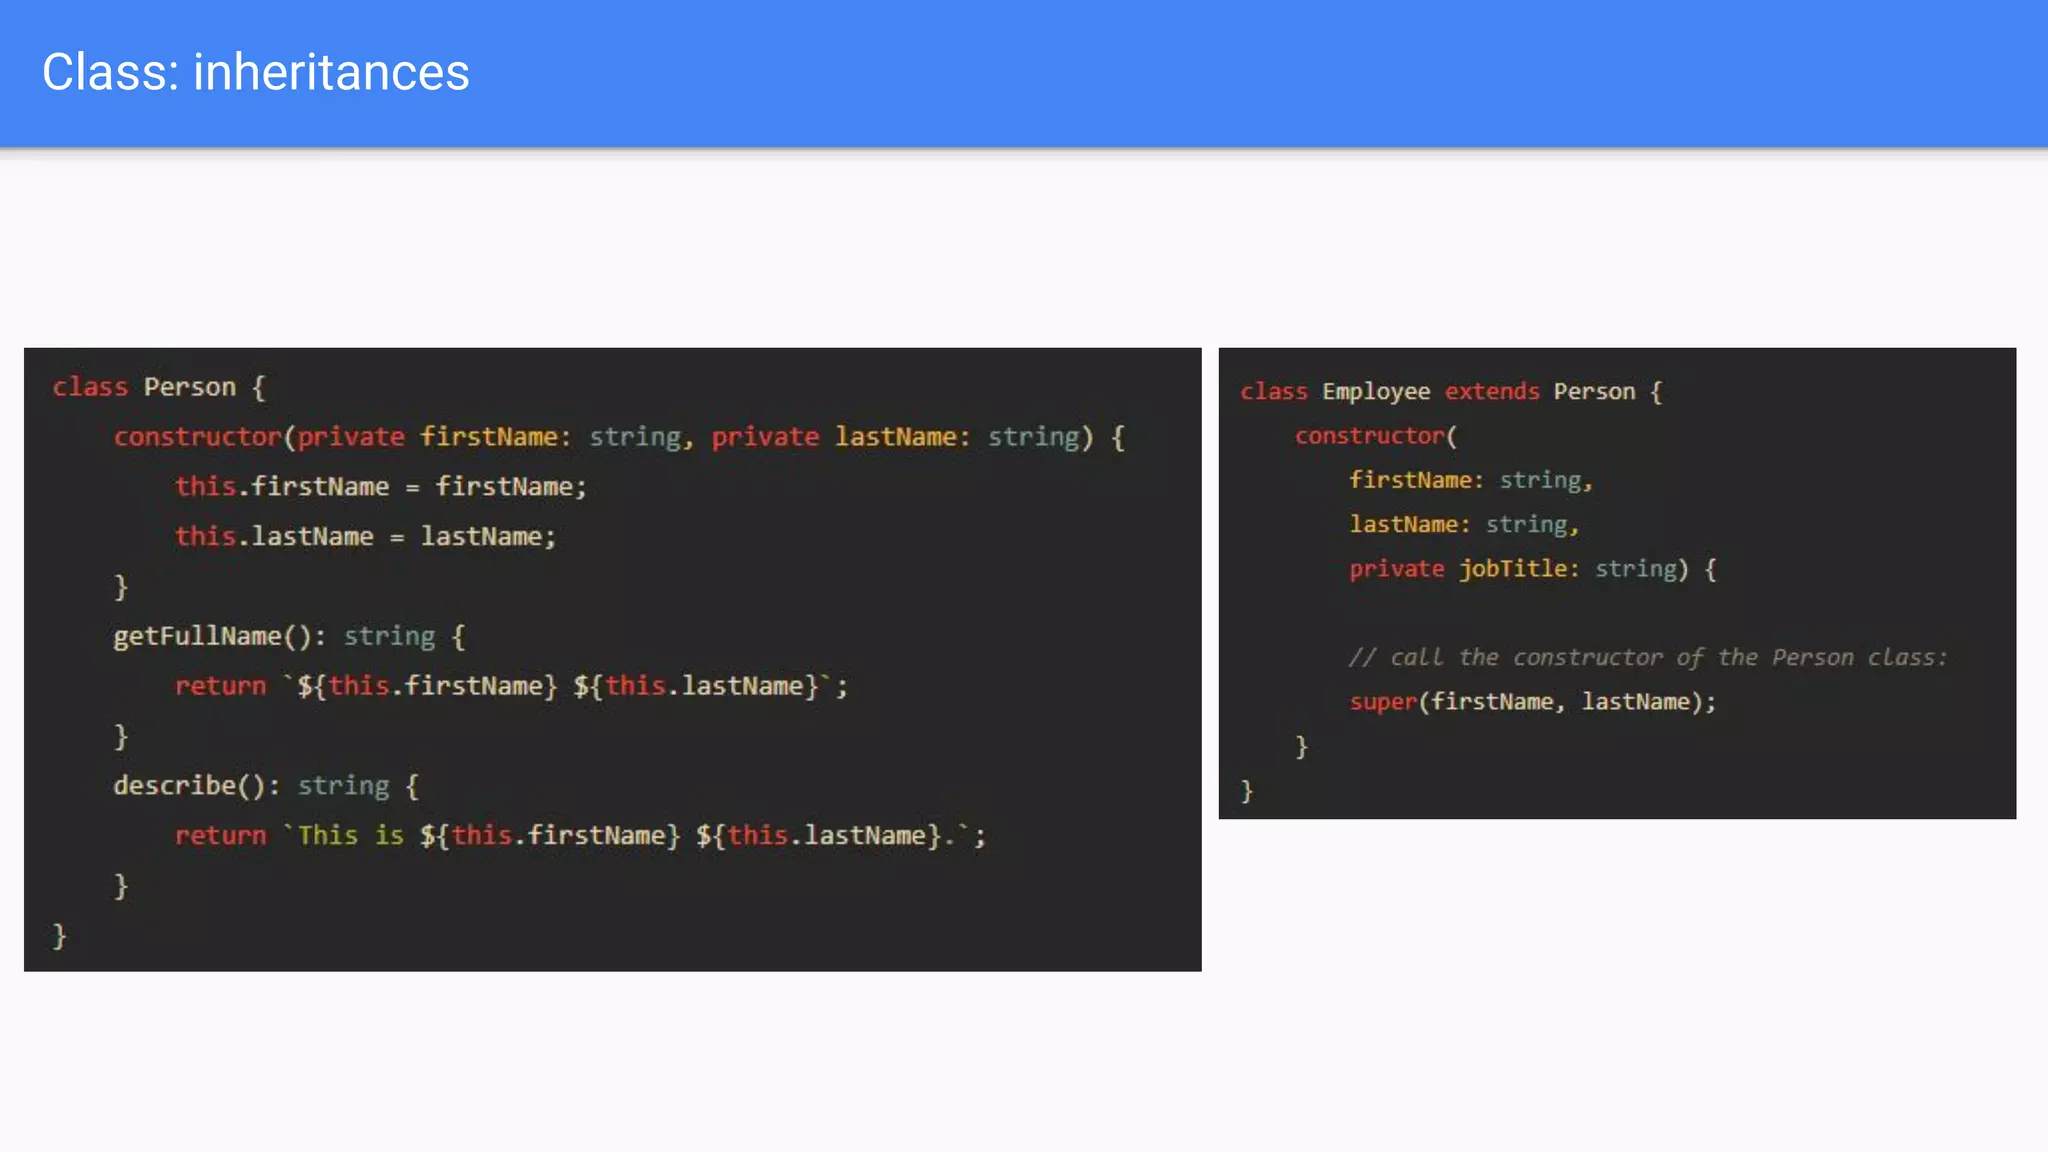 Class: inheritances
class Person {
    constructor(private firstName: string, private lastName: string) {
        this.firstName = firstName;
        this.lastName = lastName;
    }
    getFullName(): string {
        return `${this.firstName} ${this.lastName}`;
    }
    describe(): string {
        return `This is ${this.firstName} ${this.lastName}.`;
    }
}
class Employee extends Person {
    constructor(
        firstName: string,
        lastName: string,
        private jobTitle: string) {
        // call the constructor of the Person class:
        super(firstName, lastName);
    }
}